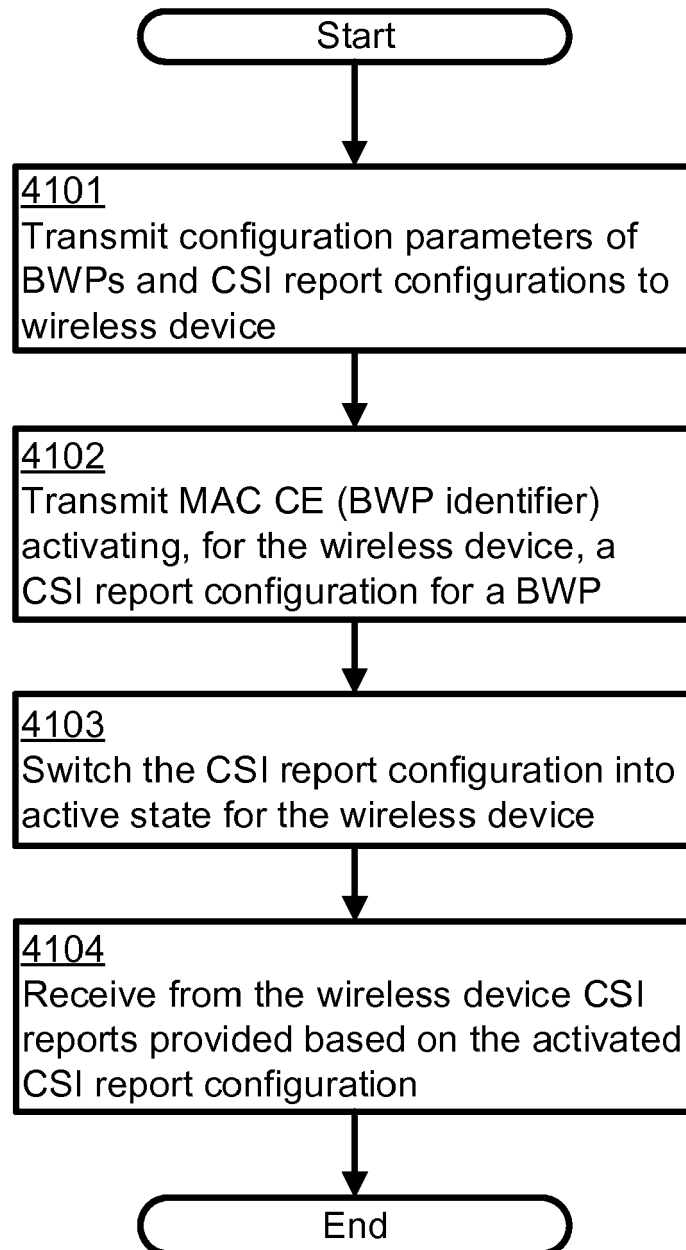 Start
4101
Transmit configuration parameters of
BWPs and CSI report configurations to
wireless device
4102
Transmit MAC CE (BWP identifier)
activating, for the wireless device, a
CSI report configuration for a BWP
4103
Switch the CSI report configuration into
active state for the wireless device
4104
Receive from the wireless device CSI
reports provided based on the activated
CSI report configuration
End